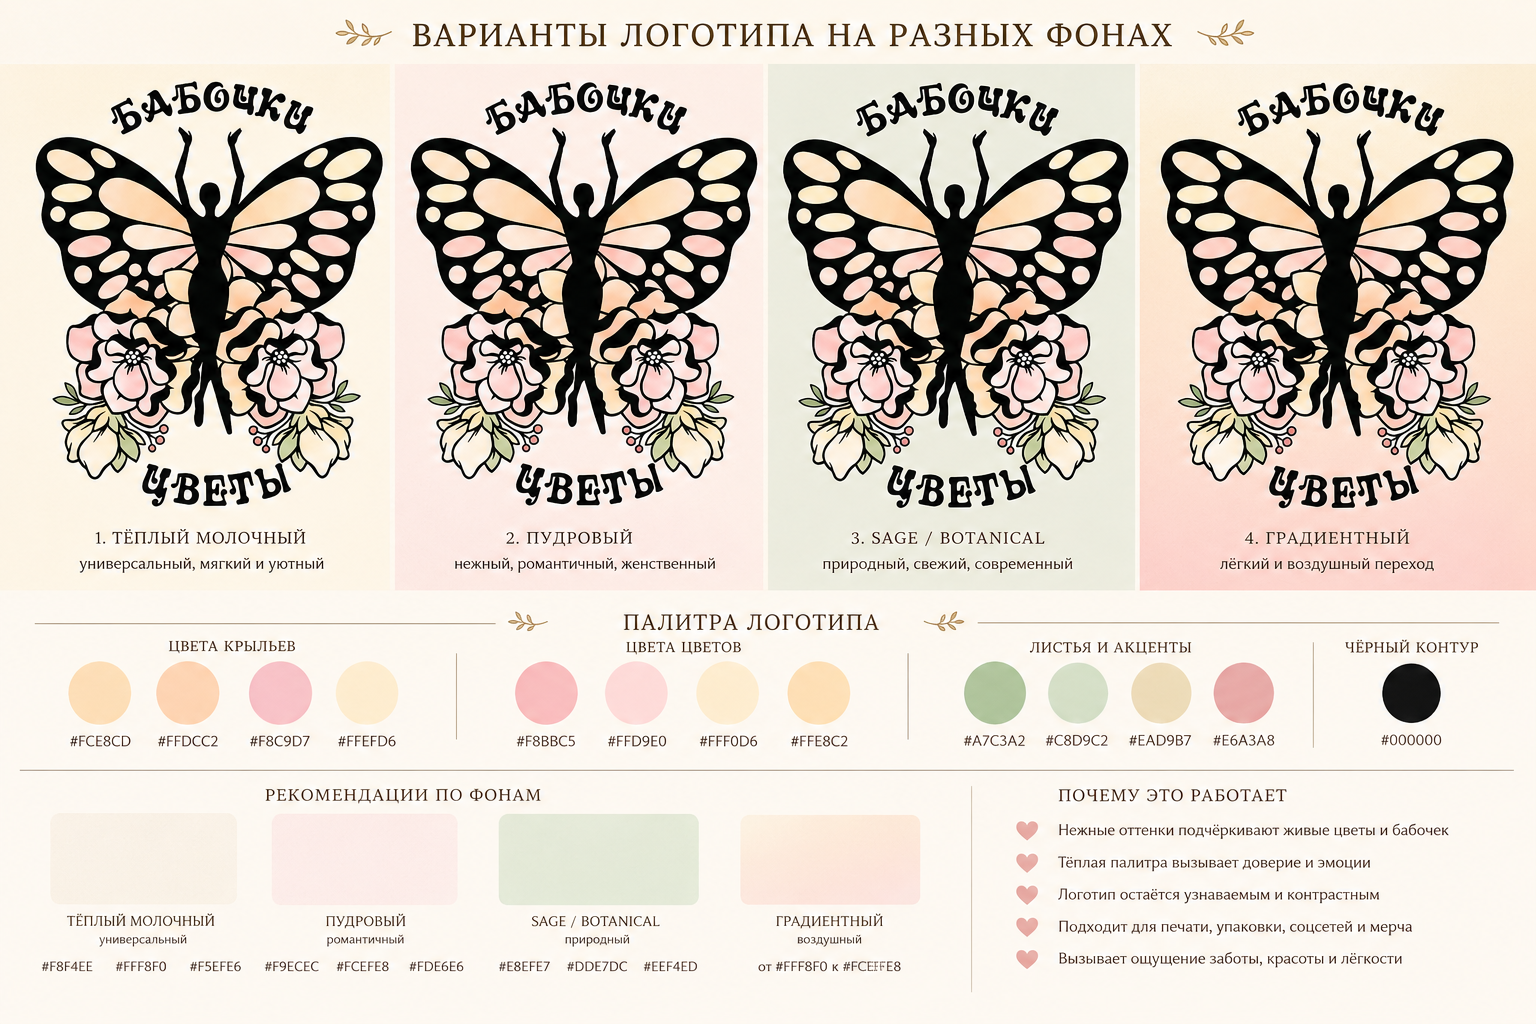 ВАРИАНТЫ ЛОГОТИПА НА РАЗНЫХ ФОНАХ
БАБОЧКИ
ЦВЕТЫ
1. ТЁПЛЫЙ МОЛОЧНЫЙ
универсальный, мягкий и уютный
БАБОЧКИ
ЦВЕТЫ
2. ПУДРОВЫЙ
нежный, романтичный, женственный
БАБОЧКИ
ЦВЕТЫ
3. SAGE / BOTANICAL
природный, свежий, современный
БАБОЧКИ
ЦВЕТЫ
4. ГРАДИЕНТНЫЙ
лёгкий и воздушный переход
ПАЛИТРА ЛОГОТИПА
ЦВЕТА КРЫЛЬЕВ
#FCE8CD #FFDCC2 #F8C9D7 #FFEFD6
ЦВЕТА ЦВЕТОВ
#F8BBC5 #FFD9E0 #FFF0D6 #FFE8C2
ЛИСТЬЯ И АКЦЕНТЫ
#A7C3A2 #C8D9C2 #EAD9B7 #E6A3A8
ЧЁРНЫЙ КОНТУР
#000000
РЕКОМЕНДАЦИИ ПО ФОНАМ
ТЁПЛЫЙ МОЛОЧНЫЙ
универсальный
#F8F4EE #FFF8F0 #F5EFE6
ПУДРОВЫЙ
романтичный
#F9ECEC #FCEFE8 #FDE6E6
SAGE / BOTANICAL
природный
#E8EFE7 #DDE7DC #EEF4ED
ГРАДИЕНТНЫЙ
воздушный
от #FFF8F0 к
ПОЧЕМУ ЭТО РАБОТАЕТ
Нежные оттенки подчёркивают живые цветы и бабочек
Тёплая палитра вызывает доверие и эмоции
Логотип остаётся узнаваемым и контрастным
Подходит для печати, упаковки, соцсетей и мерча
Вызывает ощущение заботы, красоты и лёгкости